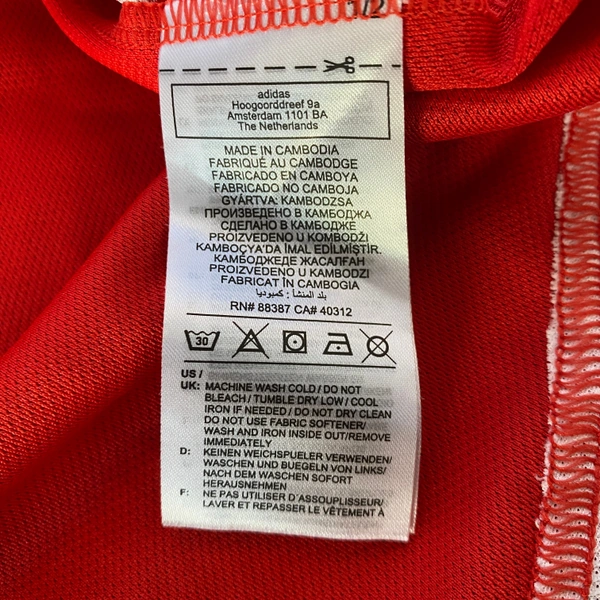 1/2
adidas
Hoogoorddreef 9a
Amsterdam 1101 BA
The Netherlands
MADE IN CAMBODIA
FABRIQUÉ AU CAMBODGE
FABRICADO EN CAMBOYA
FABRICADO NO CAMBOJA
GYÁRTVA: KAMBODZSA
ПРОИЗВЕДЕНО В КАМБОДЖА
СДЕЛАНО В КАМБОДЖЕ
PROIZVEDENO U KOMBODŽI
KAMBOÇYA'DA İMAL EDİLMİŞTİR.
КАМБОДЖЕДЕ ЖАСАЛҒАН
PROIZVEDENO U KAMBODZI
FABRICAT ÎN CAMBOGIA
بلد المنشأ : كمبوديا
RN# 88387 CA# 40312
30
US /
UK: MACHINE WASH COLD / DO NOT
BLEACH / TUMBLE DRY LOW / COOL
IRON IF NEEDED / DO NOT DRY CLEAN
DO NOT USE FABRIC SOFTENER/
WASH AND IRON INSIDE OUT/REMOVE
IMMEDIATELY
D: KEINEN WEICHSPUELER VERWENDEN/
WASCHEN UND BUEGELN VON LINKS/
NACH DEM WASCHEN SOFORT
HERAUSNEHMEN
F: NE PAS UTILISER D'ASSOUPLISEUR/
LAVER ET REPASSER LE VÊTEMENT À